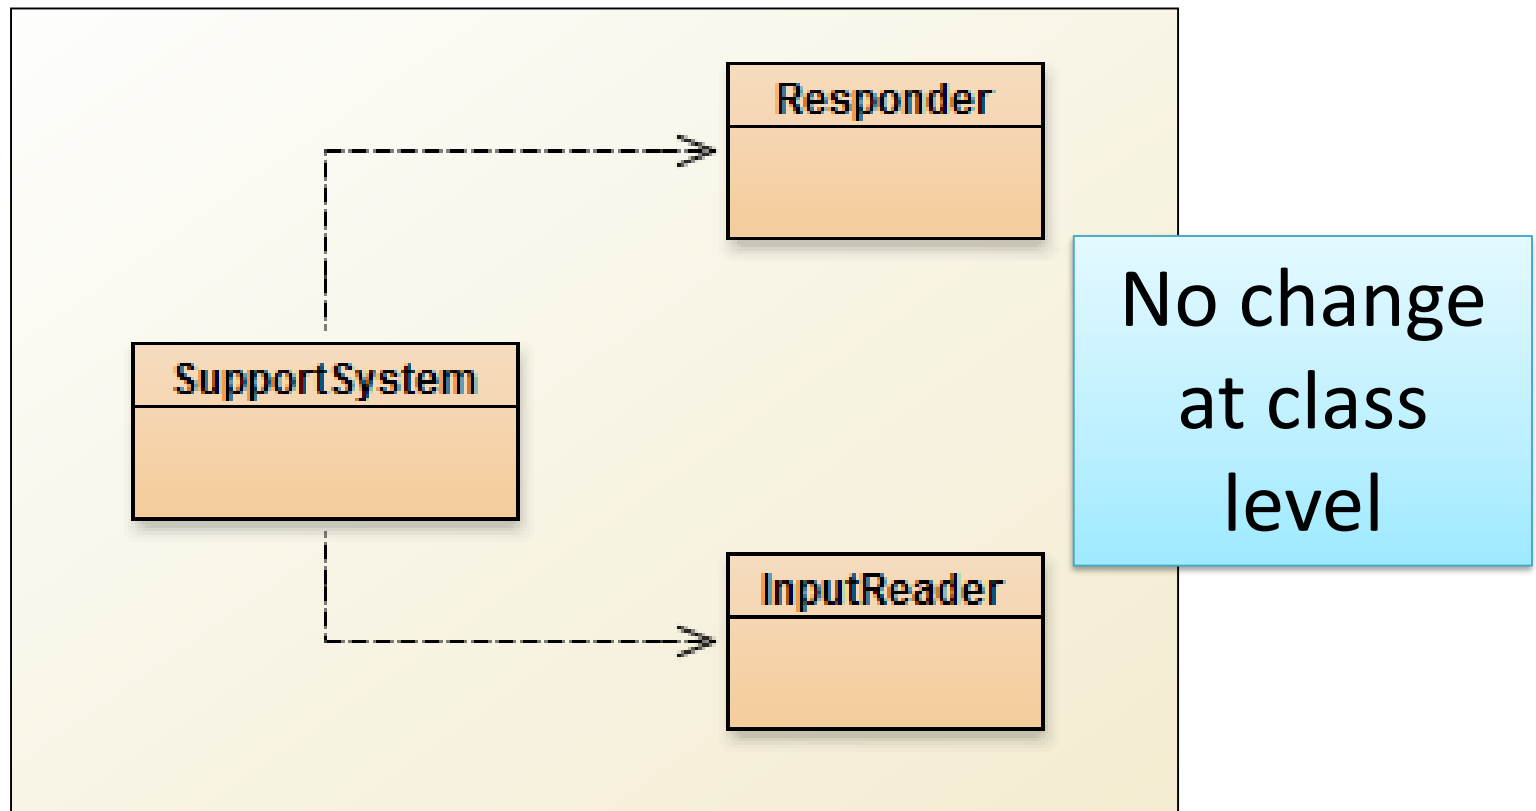 Responder
SupportSystem
No change
at class
level
InputReader